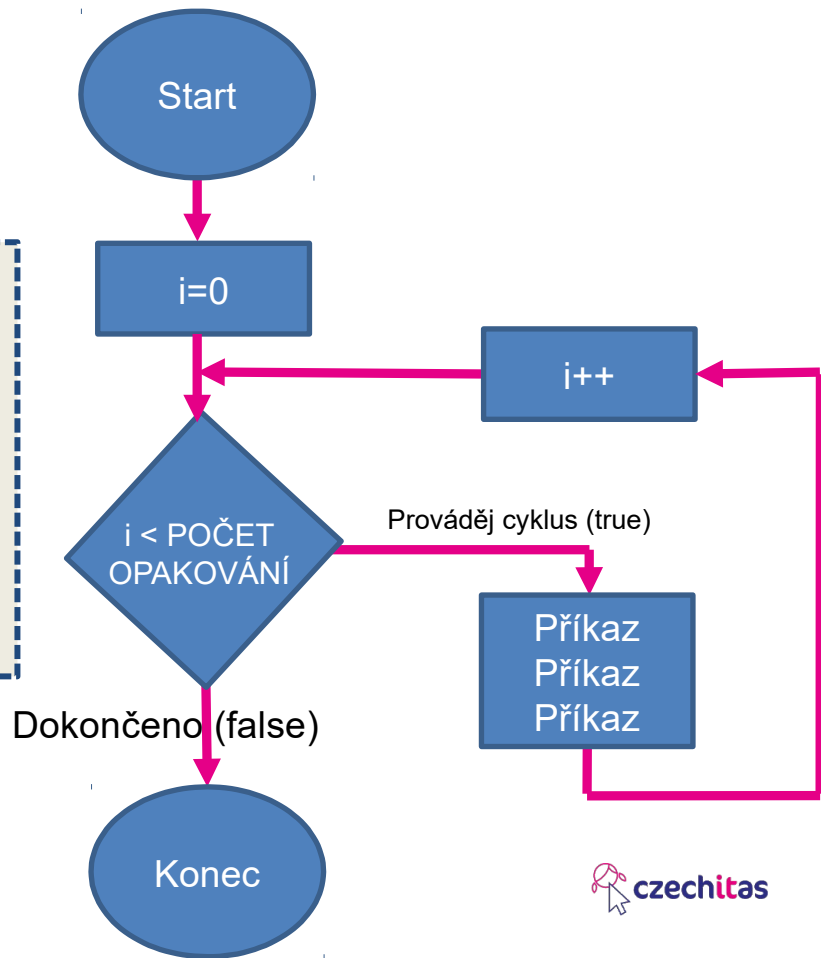 Start
i=0
i++
i < POČET
OPAKOVÁNÍ
Prováděj cyklus (true)
Příkaz
Příkaz
Příkaz
Dokončeno (false)
Konec
czechitas